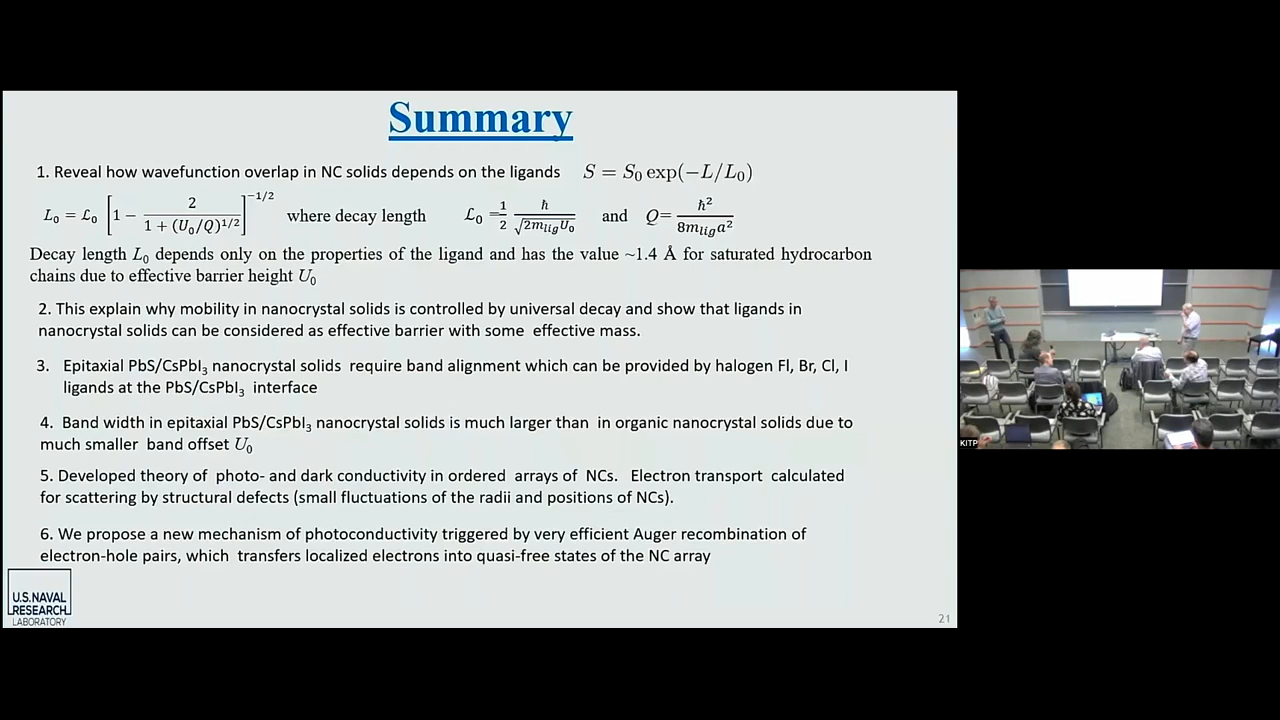 Summary
1. Reveal how wavefunction overlap in NC solids depends on the ligands S = S₀ exp(−L/L₀)
L₀ = ℒ₀ [1 − 2 / (1 + (U₀/Q)^1/2)]^−1/2 where decay length ℒ₀ = 1/2 ħ/√(2m_lig U₀) and Q= ħ²/(8m_lig a²)
Decay length L₀ depends only on the properties of the ligand and has the value ~1.4 Å for saturated hydrocarbon
chains due to effective barrier height U₀
2. This explain why mobility in nanocrystal solids is controlled by universal decay and show that ligands in
nanocrystal solids can be considered as effective barrier with some effective mass.
3. Epitaxial PbS/CsPbI₃ nanocrystal solids require band alignment which can be provided by halogen Fl, Br, Cl, I
ligands at the PbS/CsPbI₃ interface
4. Band width in epitaxial PbS/CsPbI₃ nanocrystal solids is much larger than in organic nanocrystal solids due to
much smaller band offset U₀
5. Developed theory of photo- and dark conductivity in ordered arrays of NCs. Electron transport calculated
for scattering by structural defects (small fluctuations of the radii and positions of NCs).
6. We propose a new mechanism of photoconductivity triggered by very efficient Auger recombination of
electron-hole pairs, which transfers localized electrons into quasi-free states of the NC array
U.S. NAVAL
RESEARCH
LABORATORY
21
KITP